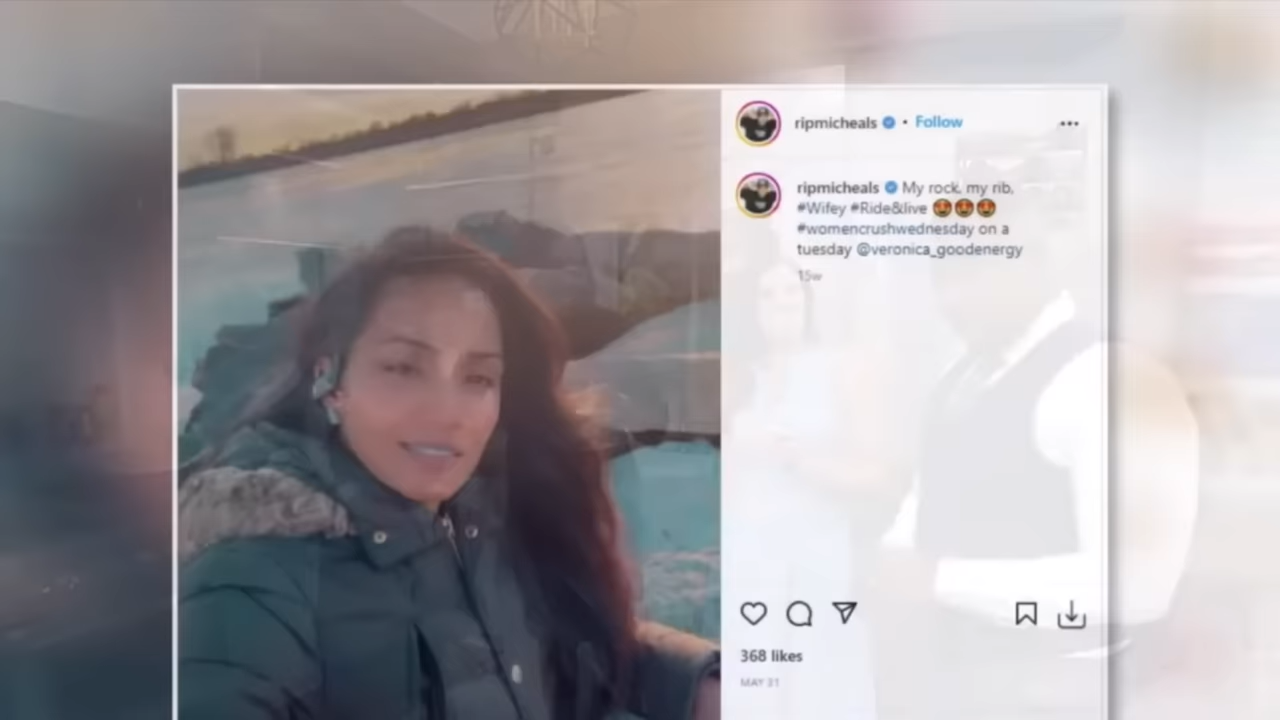 ripmicheals • Follow
ripmicheals My rock, my rib,
#Wifey #Ride&live 😍😍😍
#womencrushwednesday on a
tuesday @veronica_goodenergy
15w
368 likes
MAY 31